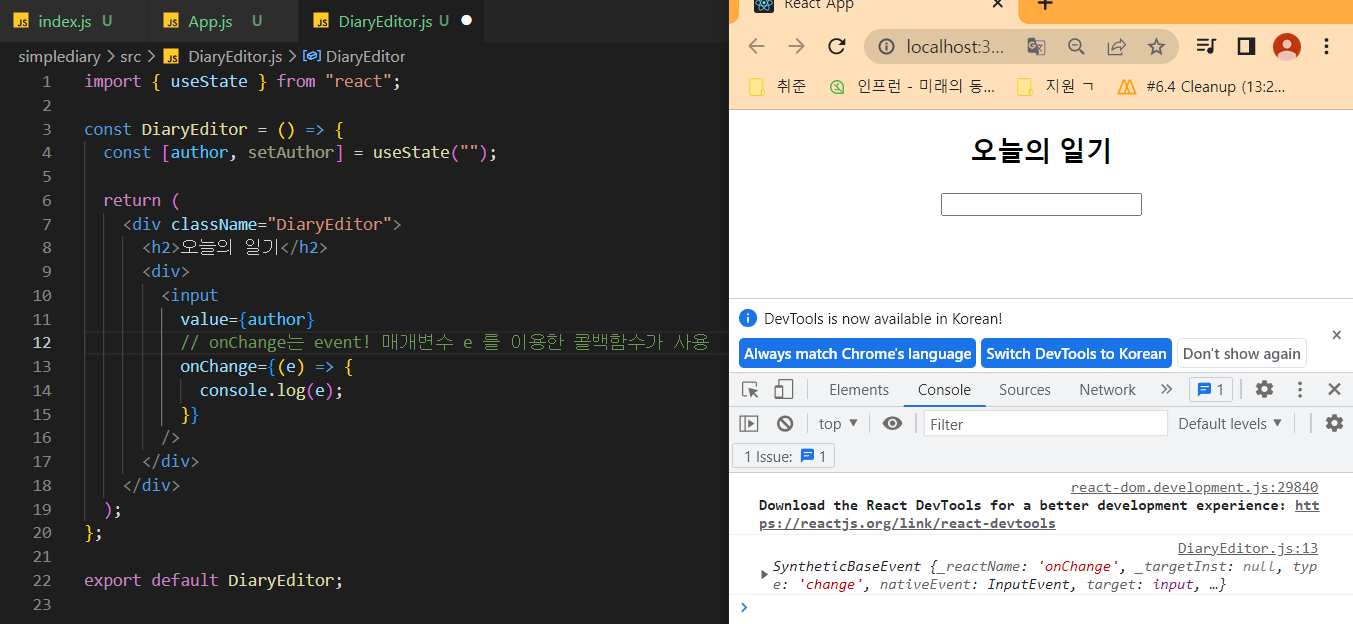 index.js U App.js U DiaryEditor.js U
simplediary > src > DiaryEditor.js > DiaryEditor
1 import { useState } from "react";
2
3 const DiaryEditor = () => {
4 const [author, setAuthor] = useState("");
5
6 return (
7 <div className="DiaryEditor">
8 <h2>오늘의 일기</h2>
9 <div>
10 <input
11 value={author}
12 // onChange는 event! 매개변수 e 를 이용한 콜백함수가 사용
13 onChange={(e) => {
14 console.log(e);
15 }}
16 />
17 </div>
18 </div>
19 );
20 };
21
22 export default DiaryEditor;
23
React App
localhost:3...
취준 인프런 - 미래의 동... 지원 ㄱ #6.4 Cleanup (13:2...
오늘의 일기
DevTools is now available in Korean!
Always match Chrome's language Switch DevTools to Korean Don't show again
Elements Console Sources Network 1
top Filter Default levels
1 Issue: 1
react-dom.development.js:29840
Download the React DevTools for a better development experience: htt
ps://reactjs.org/link/react-devtools
DiaryEditor.js:13
SyntheticBaseEvent {_reactName: 'onChange', _targetInst: null, typ
e: 'change', nativeEvent: InputEvent, target: input, …}